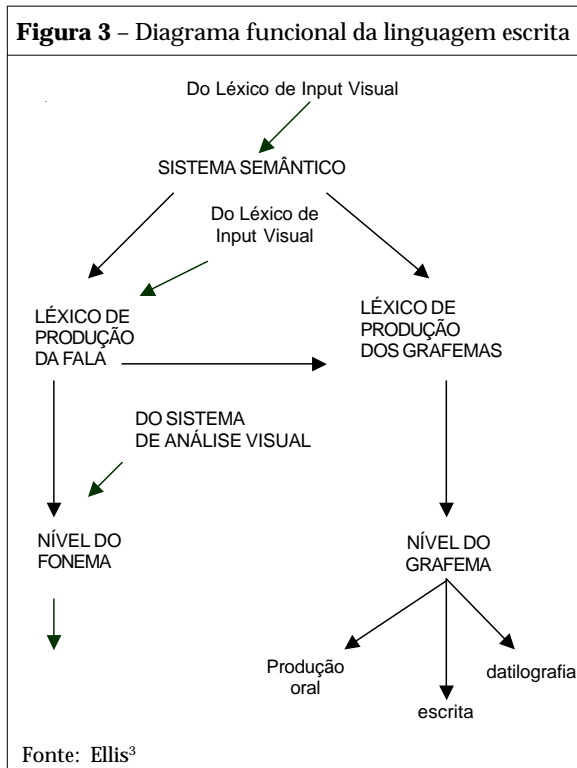 Figura 3 – Diagrama funcional da linguagem escrita
Do Léxico de Input Visual
SISTEMA SEMÂNTICO
Do Léxico de
Input Visual
LÉXICO DE
PRODUÇÃO
DA FALA
LÉXICO DE
PRODUÇÃO
DOS GRAFEMAS
DO SISTEMA
DE ANÁLISE VISUAL
NÍVEL DO
FONEMA
NÍVEL DO
GRAFEMA
Produção
oral
escrita
datilografia
Fonte: Ellis³